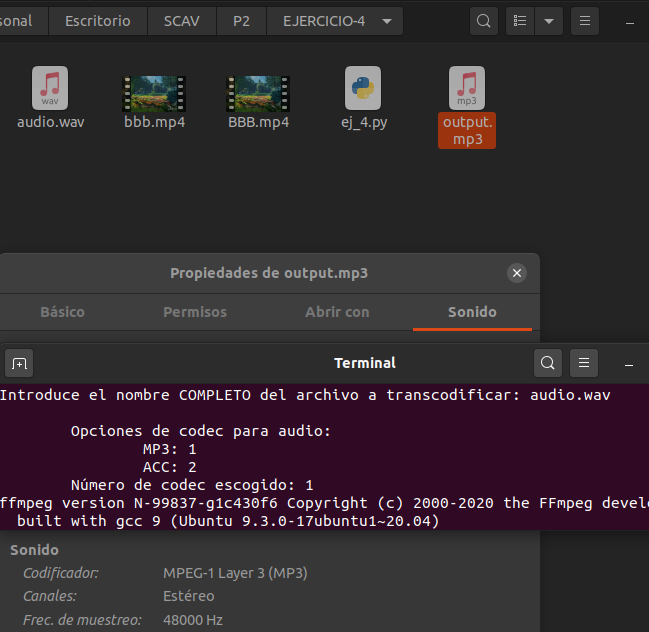 sonal Escritorio SCAV P2 EJERCICIO-4
wav
mp3
audio.wav bbb.mp4 BBB.mp4 ej_4.py output.
mp3
Propiedades de output.mp3
Básico Permisos Abrir con Sonido
Terminal
Introduce el nombre COMPLETO del archivo a transcodificar: audio.wav
Opciones de codec para audio:
MP3: 1
ACC: 2
Número de codec escogido: 1
ffmpeg version N-99837-g1c430f6 Copyright (c) 2000-2020 the FFmpeg devel
built with gcc 9 (Ubuntu 9.3.0-17ubuntu1~20.04)
Sonido
Codificador: MPEG-1 Layer 3 (MP3)
Canales: Estéreo
Frec. de muestreo: 48000 Hz